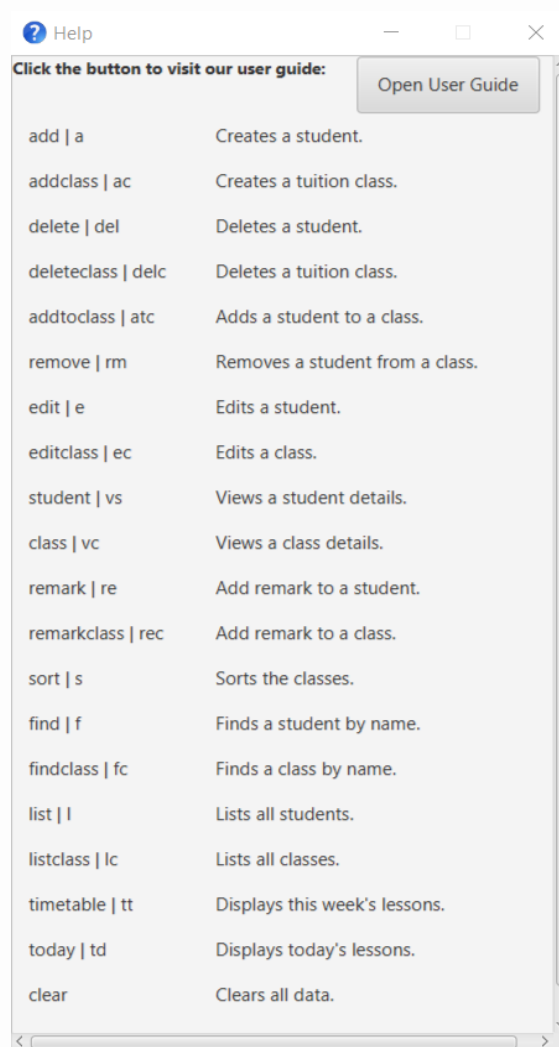 Help
Click the button to visit our user guide: Open User Guide
add | a Creates a student.
addclass | ac Creates a tuition class.
delete | del Deletes a student.
deleteclass | delc Deletes a tuition class.
addtoclass | atc Adds a student to a class.
remove | rm Removes a student from a class.
edit | e Edits a student.
editclass | ec Edits a class.
student | vs Views a student details.
class | vc Views a class details.
remark | re Add remark to a student.
remarkclass | rec Add remark to a class.
sort | s Sorts the classes.
find | f Finds a student by name.
findclass | fc Finds a class by name.
list | l Lists all students.
listclass | lc Lists all classes.
timetable | tt Displays this week's lessons.
today | td Displays today's lessons.
clear Clears all data.